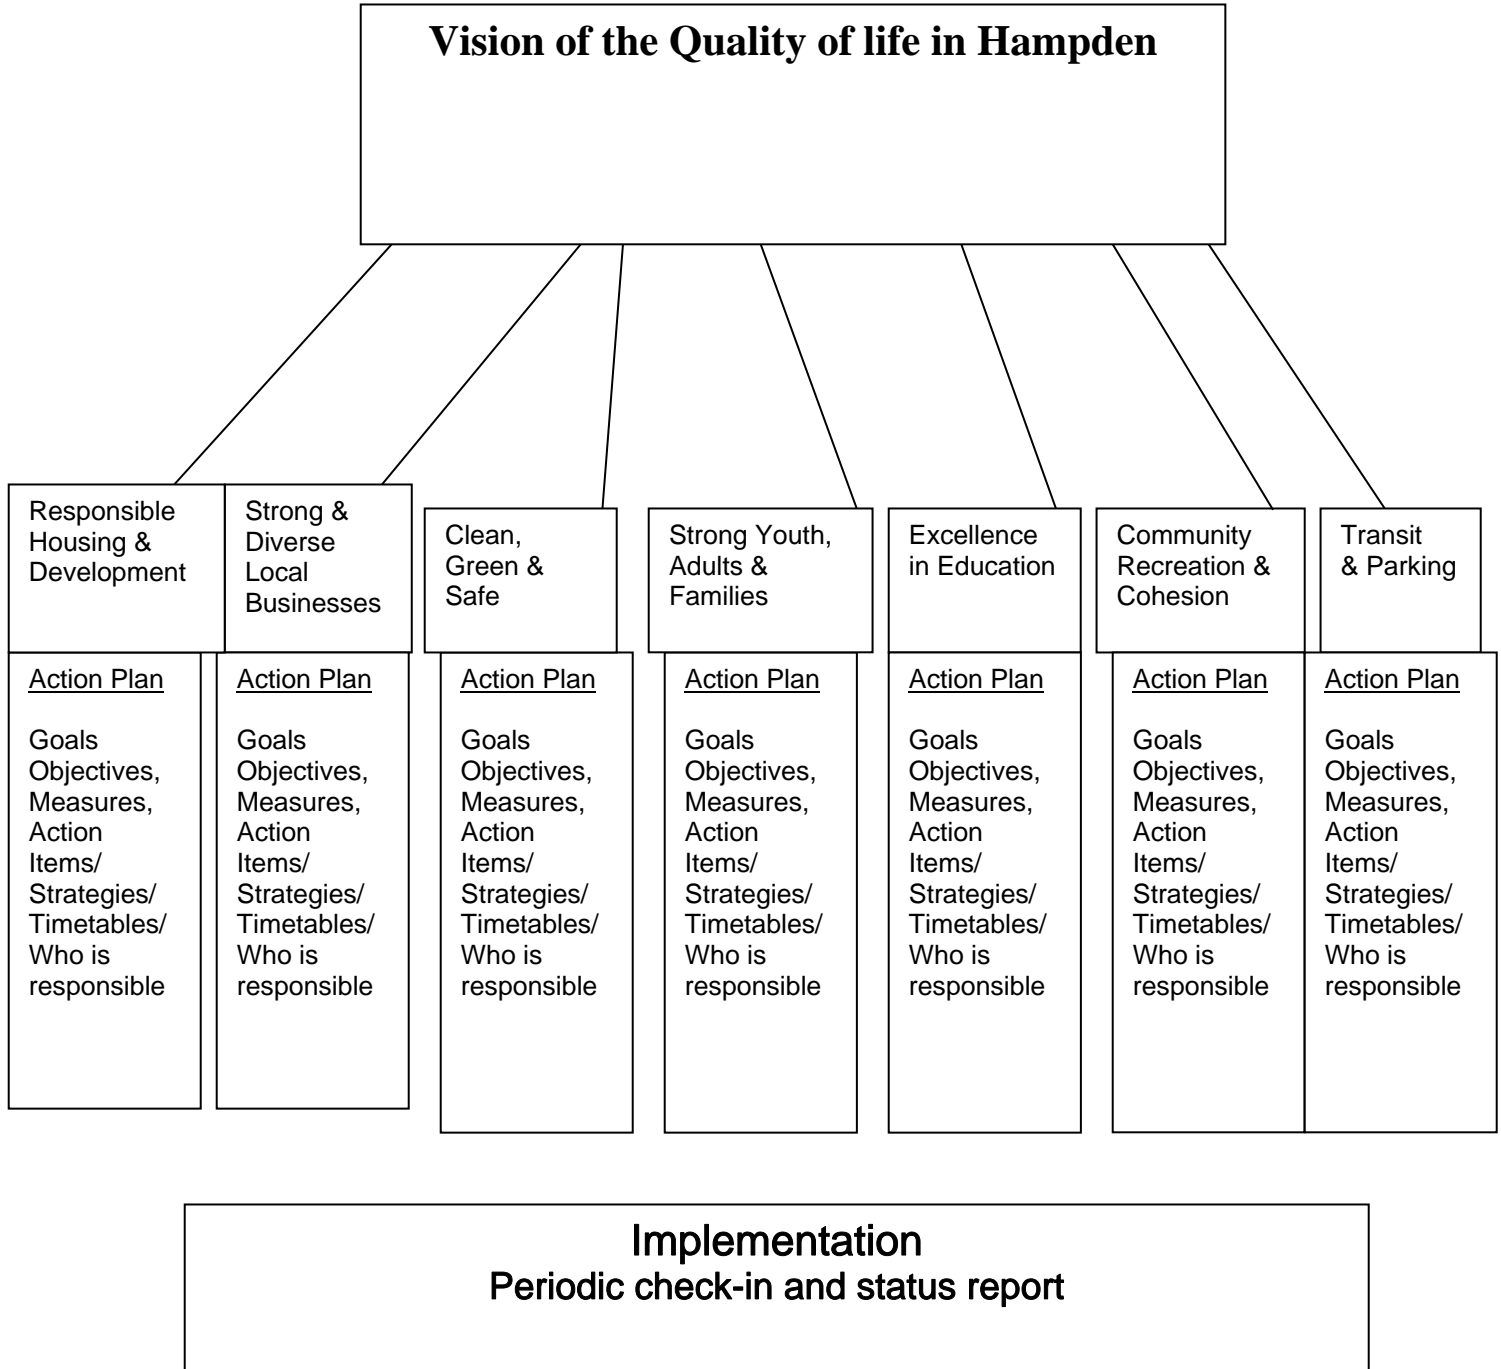 Vision of the Quality of life in Hampden
Responsible
Housing &
Development
Strong &
Diverse
Local
Businesses
Clean,
Green &
Safe
Strong Youth,
Adults &
Families
Excellence
in Education
Community
Recreation &
Cohesion
Transit
& Parking
Action Plan
Goals
Objectives,
Measures,
Action
Items/
Strategies/
Timetables/
Who is
responsible
Action Plan
Goals
Objectives,
Measures,
Action
Items/
Strategies/
Timetables/
Who is
responsible
Action Plan
Goals
Objectives,
Measures,
Action
Items/
Strategies/
Timetables/
Who is
responsible
Action Plan
Goals
Objectives,
Measures,
Action
Items/
Strategies/
Timetables/
Who is
responsible
Action Plan
Goals
Objectives,
Measures,
Action
Items/
Strategies/
Timetables/
Who is
responsible
Action Plan
Goals
Objectives,
Measures,
Action
Items/
Strategies/
Timetables/
Who is
responsible
Action Plan
Goals
Objectives,
Measures,
Action
Items/
Strategies/
Timetables/
Who is
responsible
Implementation
Periodic check-in and status report